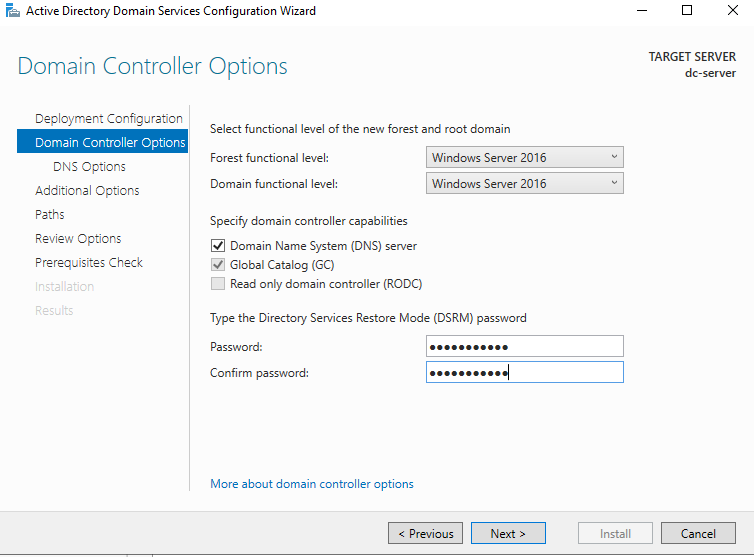 Active Directory Domain Services Configuration Wizard
Domain Controller Options
TARGET SERVER
dc-server
Deployment Configuration
Domain Controller Options
DNS Options
Additional Options
Paths
Review Options
Prerequisites Check
Installation
Results
Select functional level of the new forest and root domain
Forest functional level: Windows Server 2016
Domain functional level: Windows Server 2016
Specify domain controller capabilities
Domain Name System (DNS) server
Global Catalog (GC)
Read only domain controller (RODC)
Type the Directory Services Restore Mode (DSRM) password
Password: ●●●●●●●●●●●
Confirm password: ●●●●●●●●●●●
More about domain controller options
< Previous Next > Install Cancel